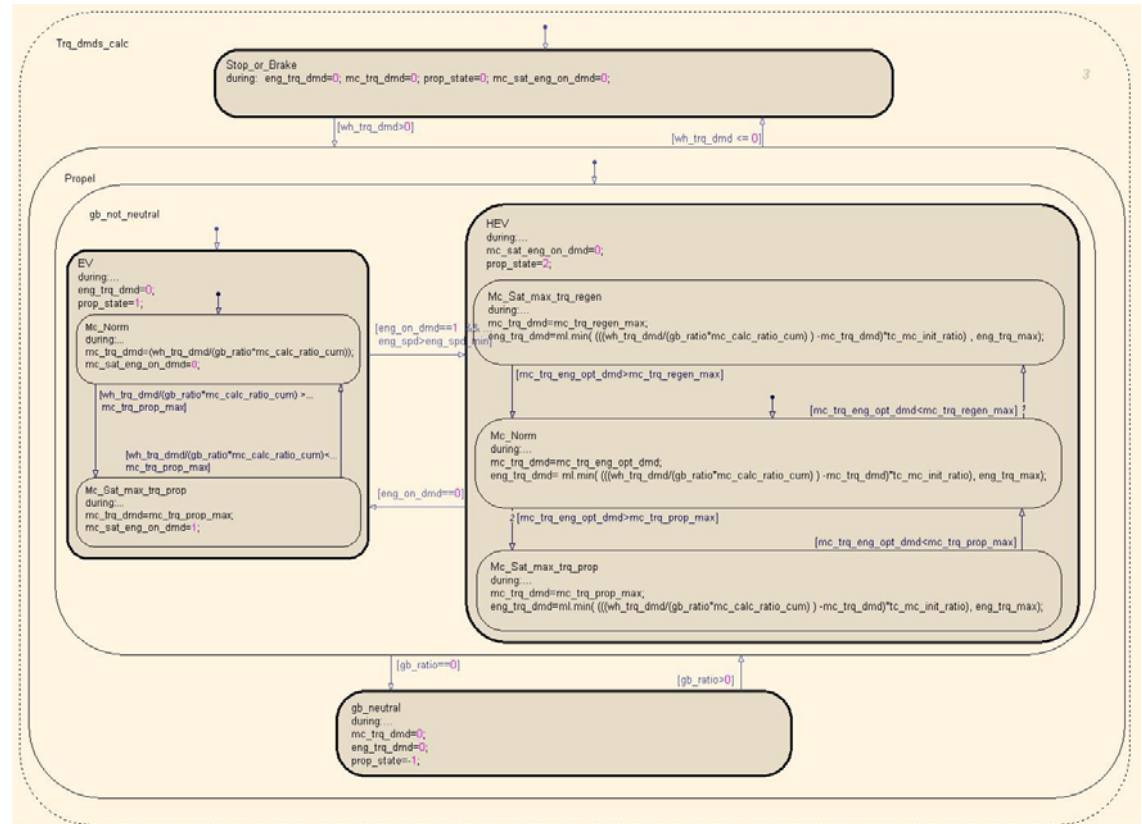 Trq_dmds_calc
3
Stop_or_Brake
during: eng_trq_dmd=0; mc_trq_dmd=0; prop_state=0; mc_sat_eng_on_dmd=0;
[wh_trq_dmd>0]
[wh_trq_dmd <= 0]
Propel
gb_not_neutral
EV
during:...
eng_trq_dmd=0;
prop_state=1;
Mc_Norm
during:...
mc_trq_dmd=(wh_trq_dmd/(gb_ratio*mc_calc_ratio_cum));
mc_sat_eng_on_dmd=0;
[wh_trq_dmd/(gb_ratio*mc_calc_ratio_cum) >...
mc_trq_prop_max]
[wh_trq_dmd/(gb_ratio*mc_calc_ratio_cum)<...
mc_trq_prop_max]
Mc_Sat_max_trq_prop
during:...
mc_trq_dmd=mc_trq_prop_max;
mc_sat_eng_on_dmd=1;
[eng_on_dmd==1 && ...
eng_spd>eng_spd_min]
[eng_on_dmd==0]
HEV
during:...
mc_sat_eng_on_dmd=0;
prop_state=2;
Mc_Sat_max_trq_regen
during:...
mc_trq_dmd=mc_trq_regen_max;
eng_trq_dmd=ml.min( (((wh_trq_dmd/(gb_ratio*mc_calc_ratio_cum) ) -mc_trq_dmd)*tc_mc_init_ratio) , eng_trq_max);
[mc_trq_eng_opt_dmd>mc_trq_regen_max]
[mc_trq_eng_opt_dmd<mc_trq_regen_max] 1
Mc_Norm
during:...
mc_trq_dmd=mc_trq_eng_opt_dmd;
eng_trq_dmd= ml.min( (((wh_trq_dmd/(gb_ratio*mc_calc_ratio_cum) ) -mc_trq_dmd)*tc_mc_init_ratio), eng_trq_max);
2 [mc_trq_eng_opt_dmd>mc_trq_prop_max]
[mc_trq_eng_opt_dmd<mc_trq_prop_max]
Mc_Sat_max_trq_prop
during:...
mc_trq_dmd=mc_trq_prop_max;
eng_trq_dmd=ml.min( (((wh_trq_dmd/(gb_ratio*mc_calc_ratio_cum) ) -mc_trq_dmd)*tc_mc_init_ratio), eng_trq_max);
[gb_ratio==0]
[gb_ratio>0]
gb_neutral
during:...
mc_trq_dmd=0;
eng_trq_dmd=0;
prop_state=-1;